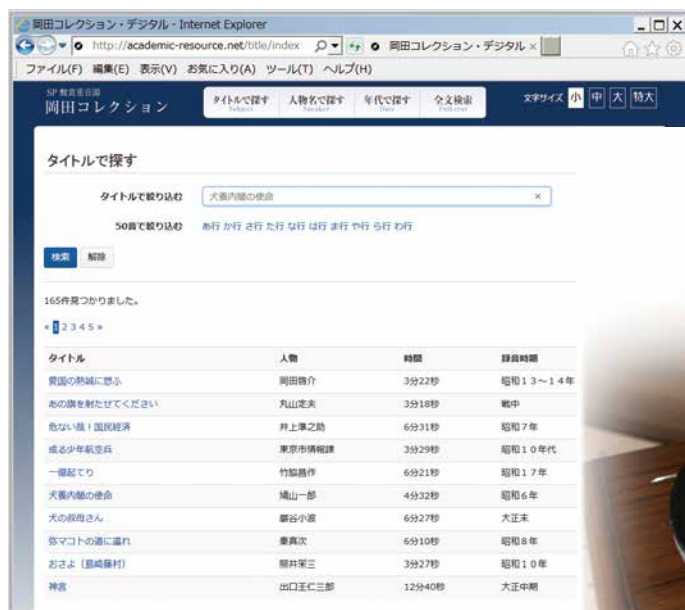 岡田コレクション・デジタル - Internet Explorer
http://academic-resource.net/title/index
岡田コレクション・デジタル ×
ファイル(F) 編集(E) 表示(V) お気に入り(A) ツール(T) ヘルプ(H)
SP盤貴重音源
岡田コレクション
タイトルで探す 人物名で探す 年代で探す 全文検索
Subject Speaker Date Full-text
文字サイズ 小 中 大 特大
タイトルで探す
タイトルで絞り込む 犬養内閣の使命 ×
50音で絞り込む あ行 か行 さ行 た行 な行 は行 ま行 や行 ら行 わ行
検索 解除
165件見つかりました。
« 1 2 3 4 5 »
タイトル 人物 時間 録音時期
愛国の熱誠に愬ふ 岡田啓介 3分22秒 昭和13〜14年
あの旗を射たせてください 丸山定夫 3分18秒 戦中
危ない哉!国民経済 井上準之助 6分31秒 昭和7年
或る少年航空兵 東京市情報課 3分29秒 昭和10年代
一億起てり 竹脇昌作 6分21秒 昭和17年
犬養内閣の使命 鳩山一郎 4分32秒 昭和6年
犬の叔母さん 巌谷小波 6分27秒 大正末
弥マコトの道に還れ 秦真次 6分10秒 昭和8年
おさよ(島崎藤村) 照井栄三 3分27秒 昭和10年
神言 出口王仁三郎 12分40秒 大正中期